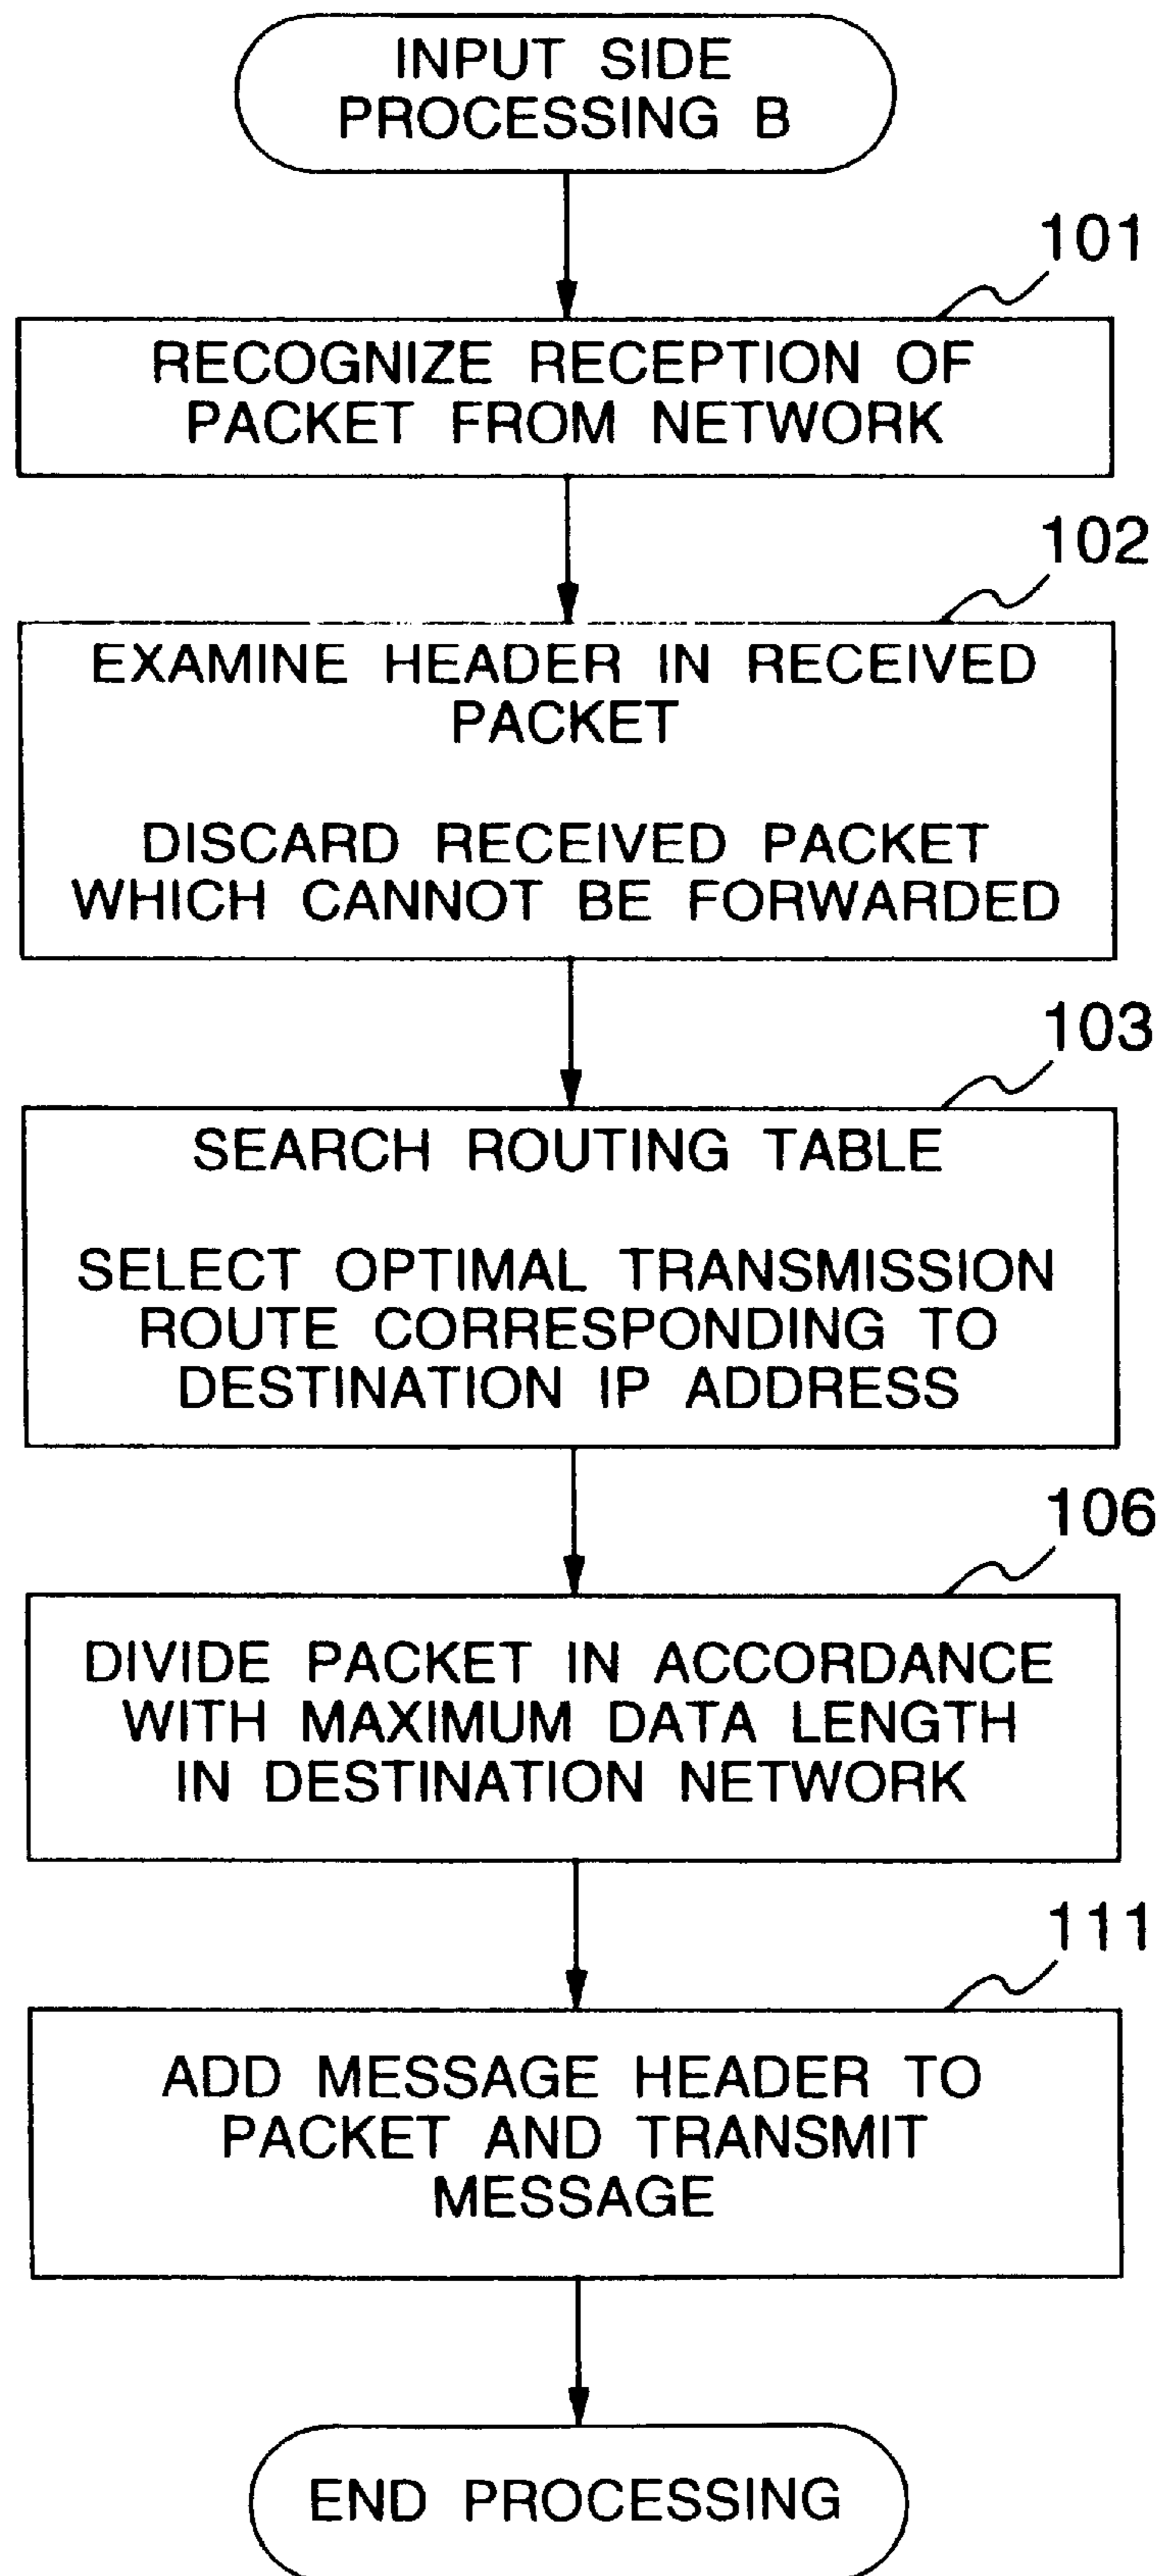 INPUT SIDE
PROCESSING B
101
RECOGNIZE RECEPTION OF
PACKET FROM NETWORK
102
EXAMINE HEADER IN RECEIVED
PACKET
DISCARD RECEIVED PACKET
WHICH CANNOT BE FORWARDED
103
SEARCH ROUTING TABLE
SELECT OPTIMAL TRANSMISSION
ROUTE CORRESPONDING TO
DESTINATION IP ADDRESS
106
DIVIDE PACKET IN ACCORDANCE
WITH MAXIMUM DATA LENGTH
IN DESTINATION NETWORK
111
ADD MESSAGE HEADER TO
PACKET AND TRANSMIT
MESSAGE
END PROCESSING